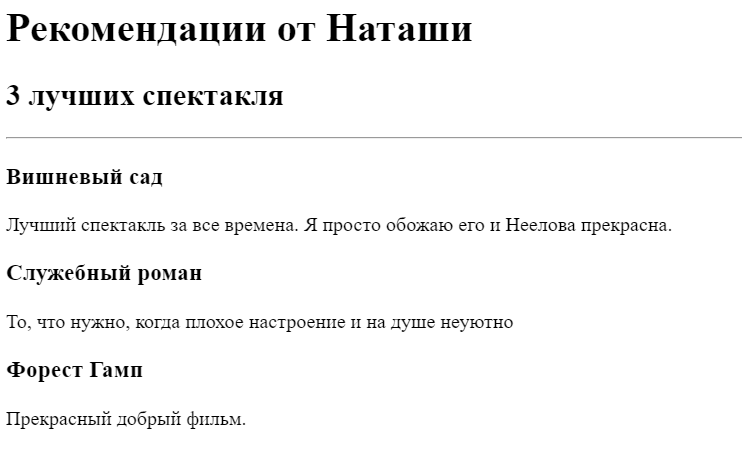 Рекомендации от Наташи
3 лучших спектакля
Вишневый сад
Лучший спектакль за все времена. Я просто обожаю его и Неелова прекрасна.
Служебный роман
То, что нужно, когда плохое настроение и на душе неуютно
Форест Гамп
Прекрасный добрый фильм.